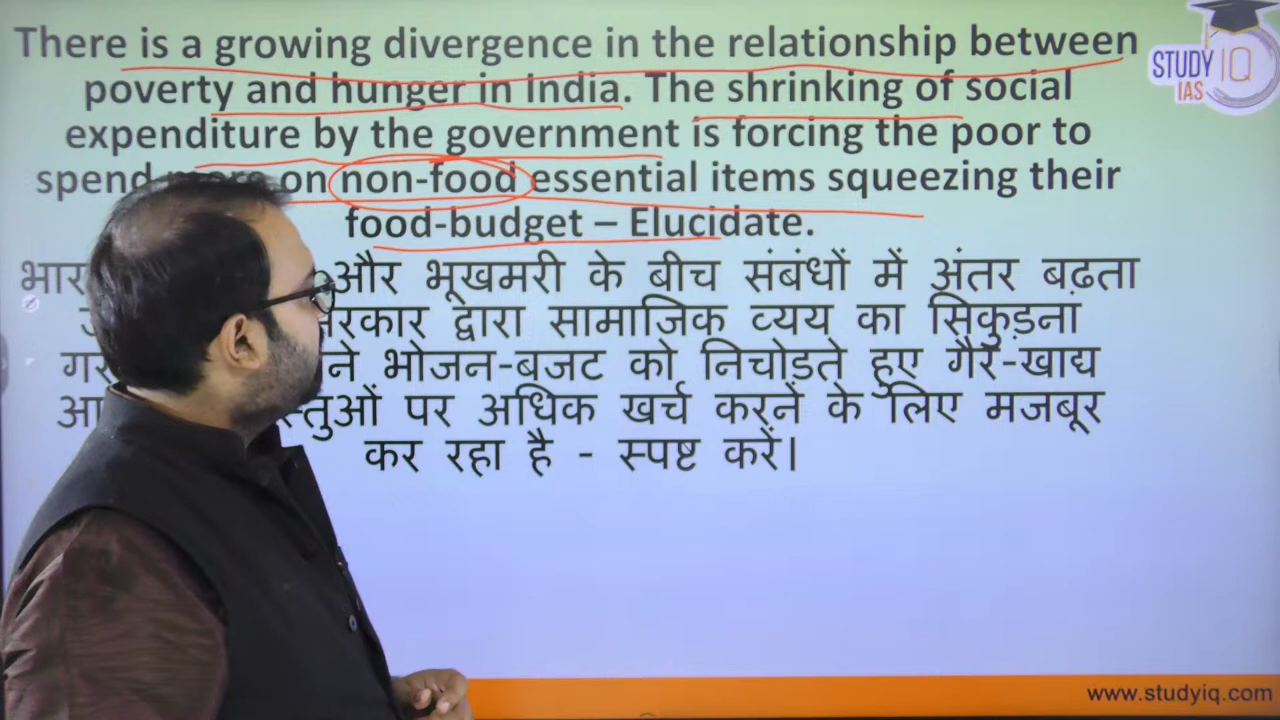 There is a growing divergence in the relationship between
poverty and hunger in India. The shrinking of social
expenditure by the government is forcing the poor to
spend on non-food essential items squeezing their
food-budget – Elucidate.
और भूखमरी के बीच संबंधों में अंतर बढ़ता
द्वारा सामाजिक व्यय का सिकुड़ना
भोजन-बजट को निचोड़ते हुए गैर-खाद्य
पर अधिक खर्च करने के लिए मजबूर
कर रहा है - स्पष्ट करें।
STUDY IQ
IAS
www.studyiq.com